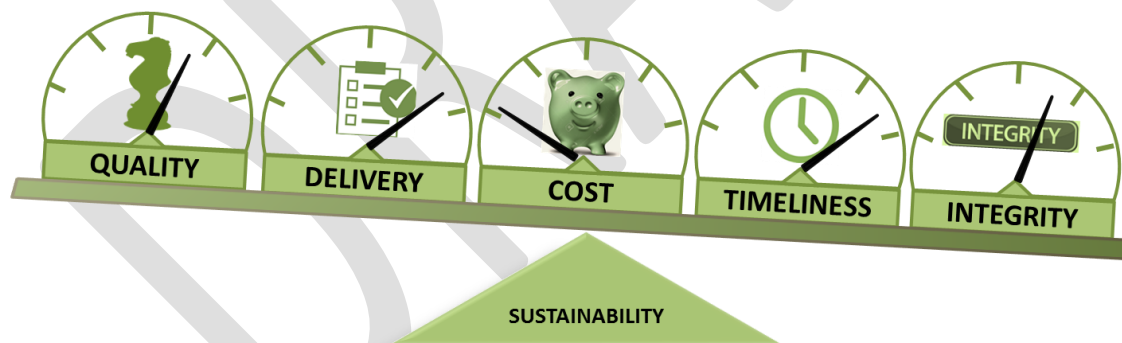 INTEGRITY
QUALITY
DELIVERY
COST
TIMELINESS
INTEGRITY
SUSTAINABILITY